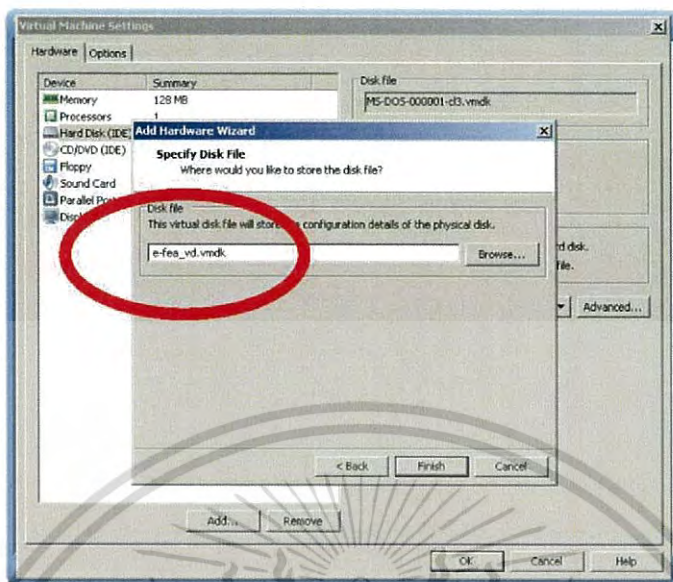 Virtual Machine Settings
Hardware Options
Device Summary
Memory 128 MB
Processors 1
Hard Disk (IDE)
CD/DVD (IDE)
Floppy
Sound Card
Parallel
Disk file
MS-DOS-000001-cl3.vmdk
Add Hardware Wizard
Specify Disk File
Where would you like to store the disk file?
Disk file
This virtual disk file will store configuration details of the physical disk.
e-fea_vd.vmdk
Browse...
disk.
file.
Advanced...
< Back Finish Cancel
Add... Remove
OK Cancel Help